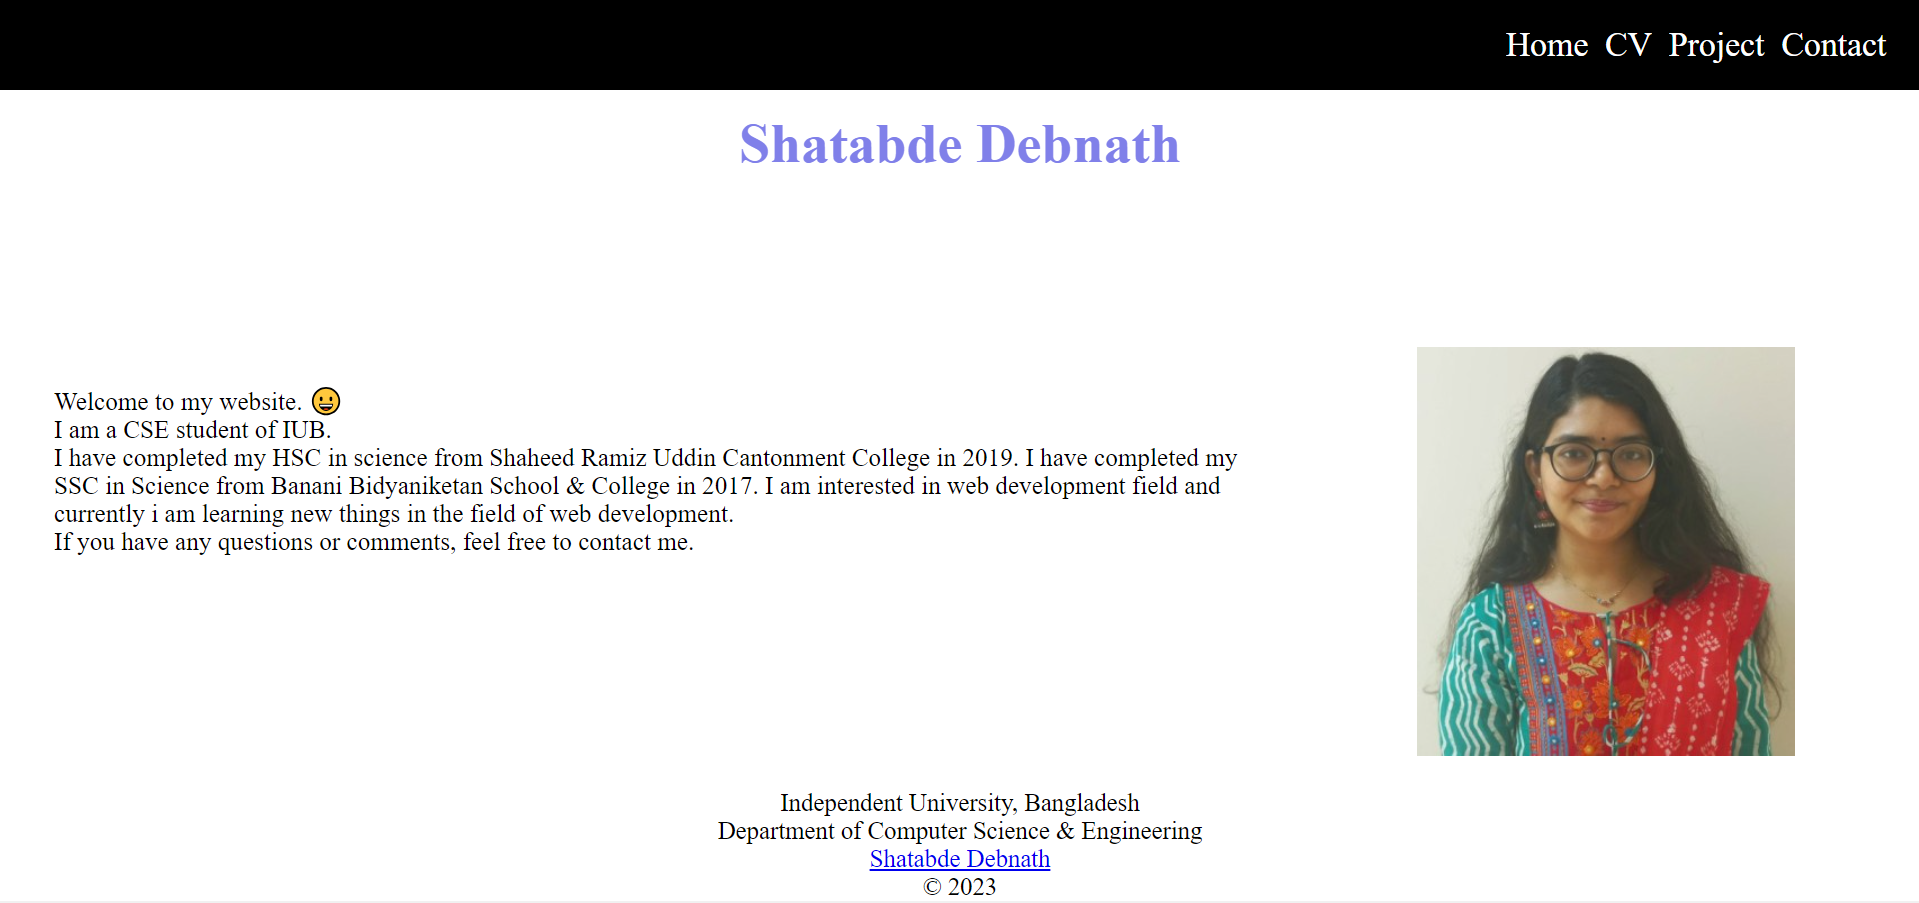 Home CV Project Contact
Shatabde Debnath
Welcome to my website. 😀
I am a CSE student of IUB.
I have completed my HSC in science from Shaheed Ramiz Uddin Cantonment College in 2019. I have completed my
SSC in Science from Banani Bidyaniketan School & College in 2017. I am interested in web development field and
currently i am learning new things in the field of web development.
If you have any questions or comments, feel free to contact me.
Independent University, Bangladesh
Department of Computer Science & Engineering
Shatabde Debnath
© 2023